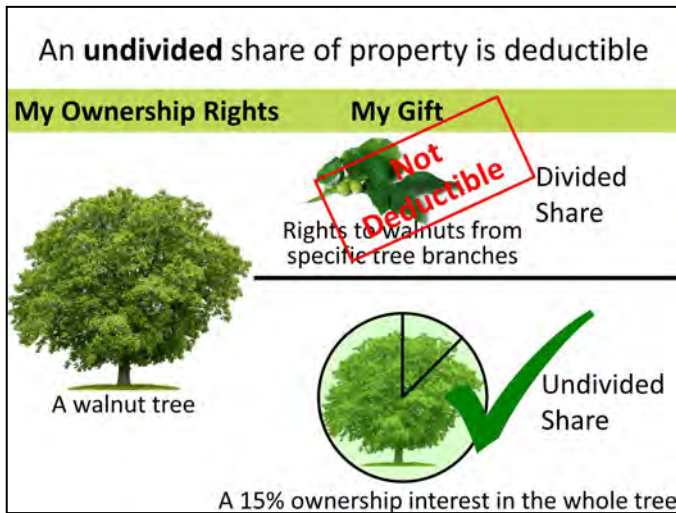 An undivided share of property is deductible
My Ownership Rights
My Gift
Not
Deductible
Divided
Share
Rights to walnuts from
specific tree branches
A walnut tree
Undivided
Share
A 15% ownership interest in the whole tree